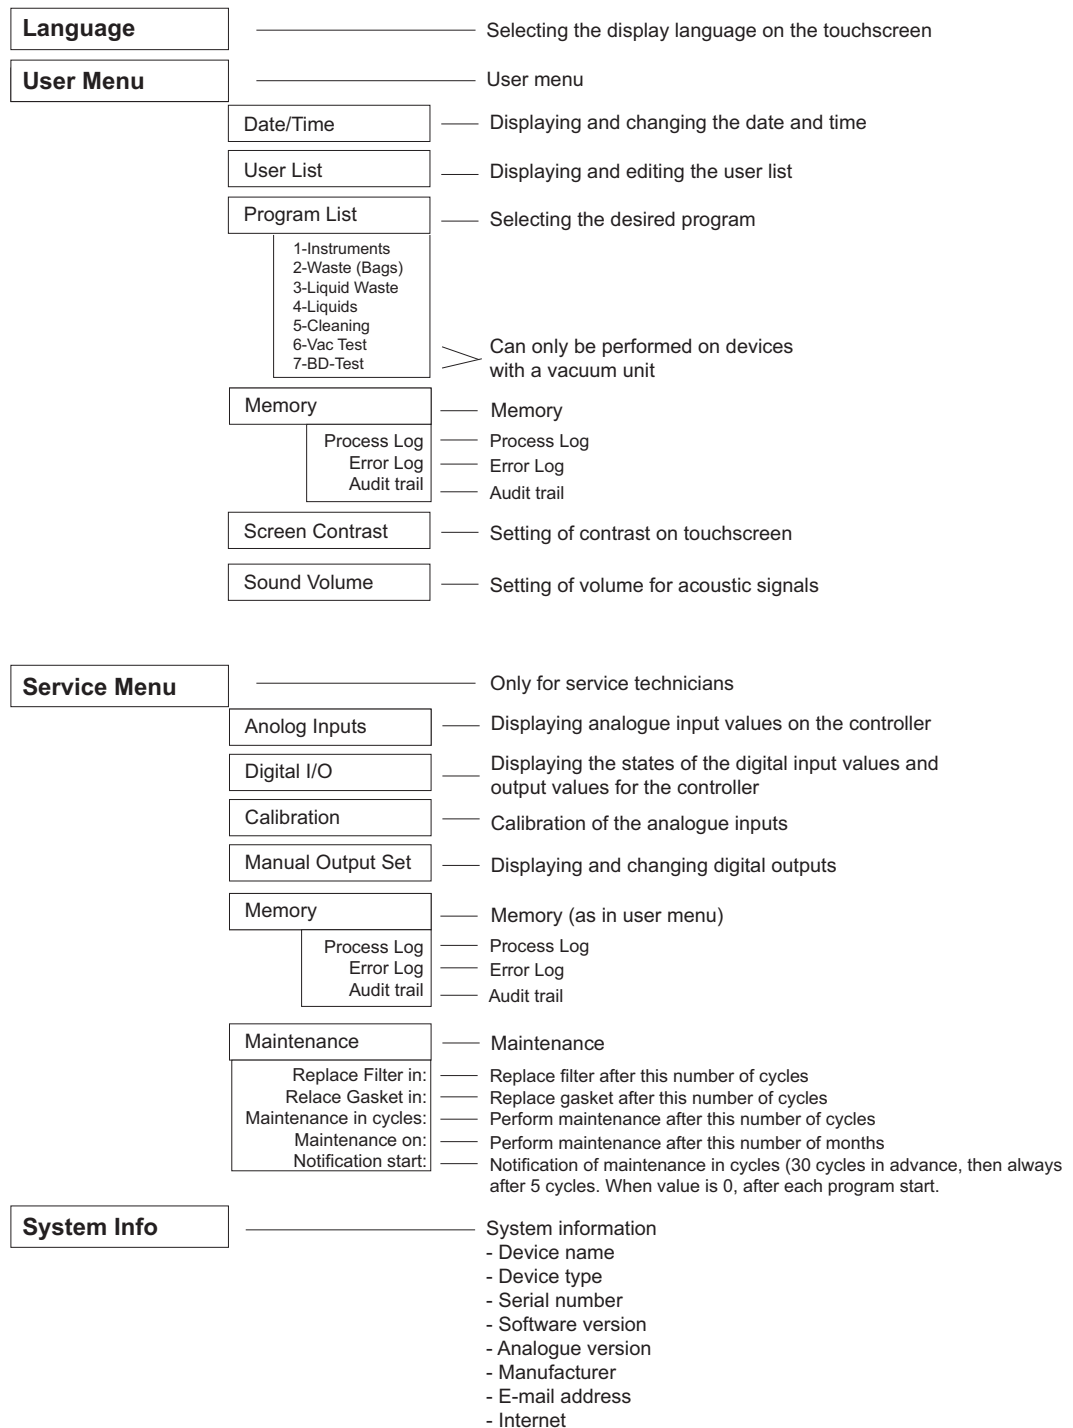 Language
Selecting the display language on the touchscreen
User Menu
User menu
Date/Time
Displaying and changing the date and time
User List
Displaying and editing the user list
Program List
Selecting the desired program
1-Instruments
2-Waste (Bags)
3-Liquid Waste
4-Liquids
5-Cleaning
6-Vac Test
7-BD-Test
Can only be performed on devices
with a vacuum unit
Memory
Memory
Process Log
Process Log
Error Log
Error Log
Audit trail
Audit trail
Screen Contrast
Setting of contrast on touchscreen
Sound Volume
Setting of volume for acoustic signals
Service Menu
Only for service technicians
Anolog Inputs
Displaying analogue input values on the controller
Digital I/O
Displaying the states of the digital input values and
output values for the controller
Calibration
Calibration of the analogue inputs
Manual Output Set
Displaying and changing digital outputs
Memory
Memory (as in user menu)
Process Log
Process Log
Error Log
Error Log
Audit trail
Audit trail
Maintenance
Maintenance
Replace Filter in:
Replace filter after this number of cycles
Relace Gasket in:
Replace gasket after this number of cycles
Maintenance in cycles:
Perform maintenance after this number of cycles
Maintenance on:
Perform maintenance after this number of months
Notification start:
Notification of maintenance in cycles (30 cycles in advance, then always
after 5 cycles. When value is 0, after each program start.
System Info
System information
- Device name
- Device type
- Serial number
- Software version
- Analogue version
- Manufacturer
- E-mail address
- Internet